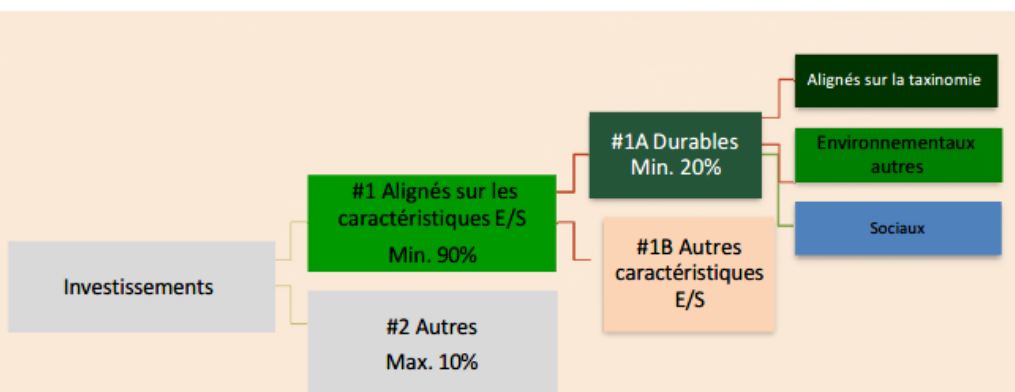 Investissements
#1 Alignés sur les
caractéristiques E/S
Min. 90%
#2 Autres
Max. 10%
#1A Durables
Min. 20%
#1B Autres
caractéristiques
E/S
Alignés sur la taxinomie
Environnementaux
autres
Sociaux